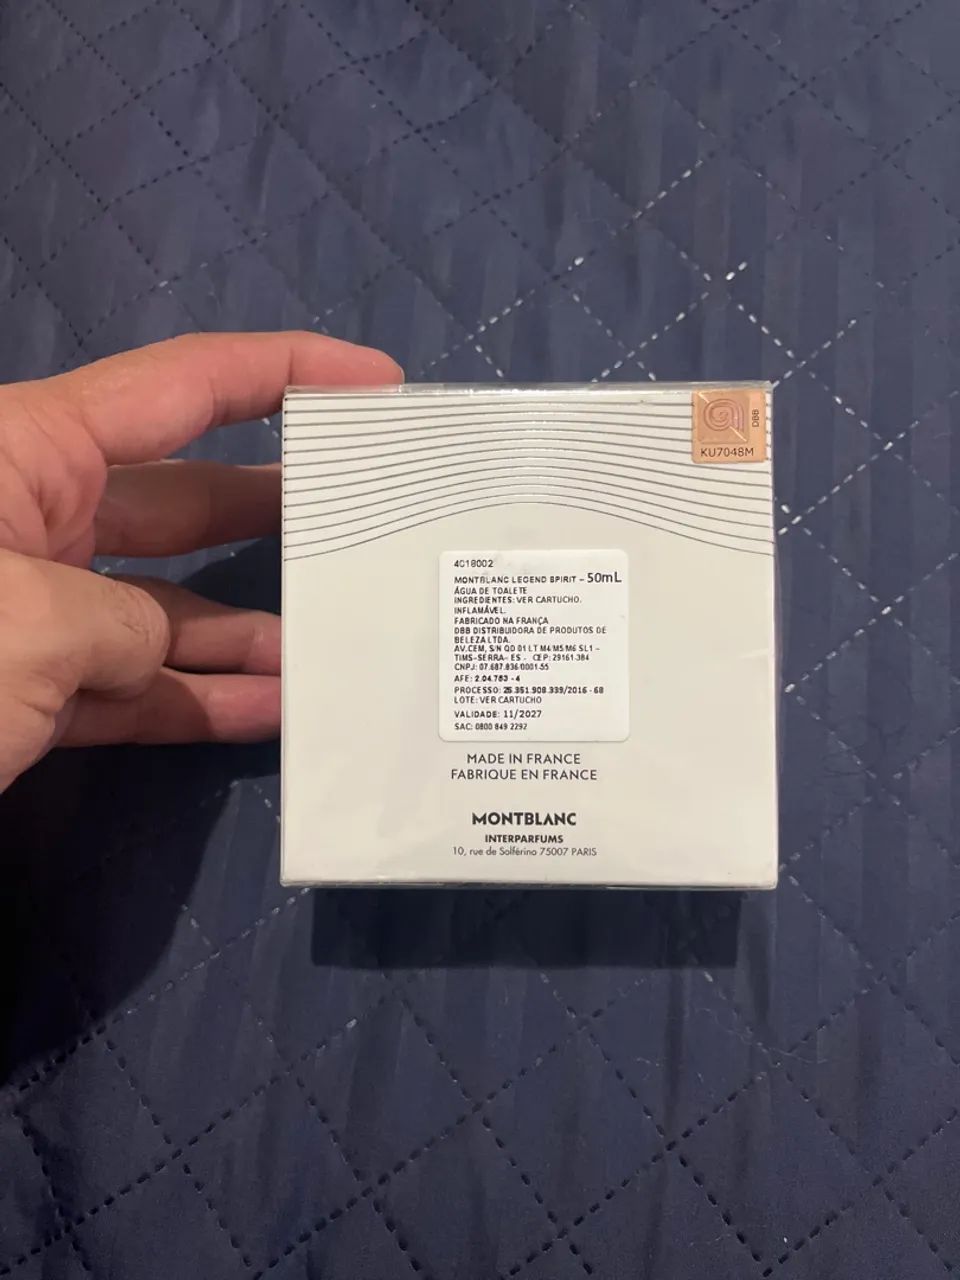 DBB
KU7048M
4018002
MONTBLANC LEGEND SPIRIT - 50mL
ÁGUA DE TOALETE
INGREDIENTES: VER CARTUCHO.
INFLAMÁVEL.
FABRICADO NA FRANÇA
DBB DISTRIBUIDORA DE PRODUTOS DE
BELEZA LTDA.
AV.CEM, S/N QD 01 LT M4/M5/M6 SL1 -
TIMS-SERRA- ES - CEP: 29161-384
CNPJ: 07.687.836/0001-55
AFE: 2.04.783 - 4
PROCESSO: 25.351.908.339/2016 - 68
LOTE: VER CARTUCHO
VALIDADE: 11/2027
SAC: 0800 849 2292
MADE IN FRANCE
FABRIQUE EN FRANCE
MONTBLANC
INTERPARFUMS
10, rue de Solférino 75007 PARIS